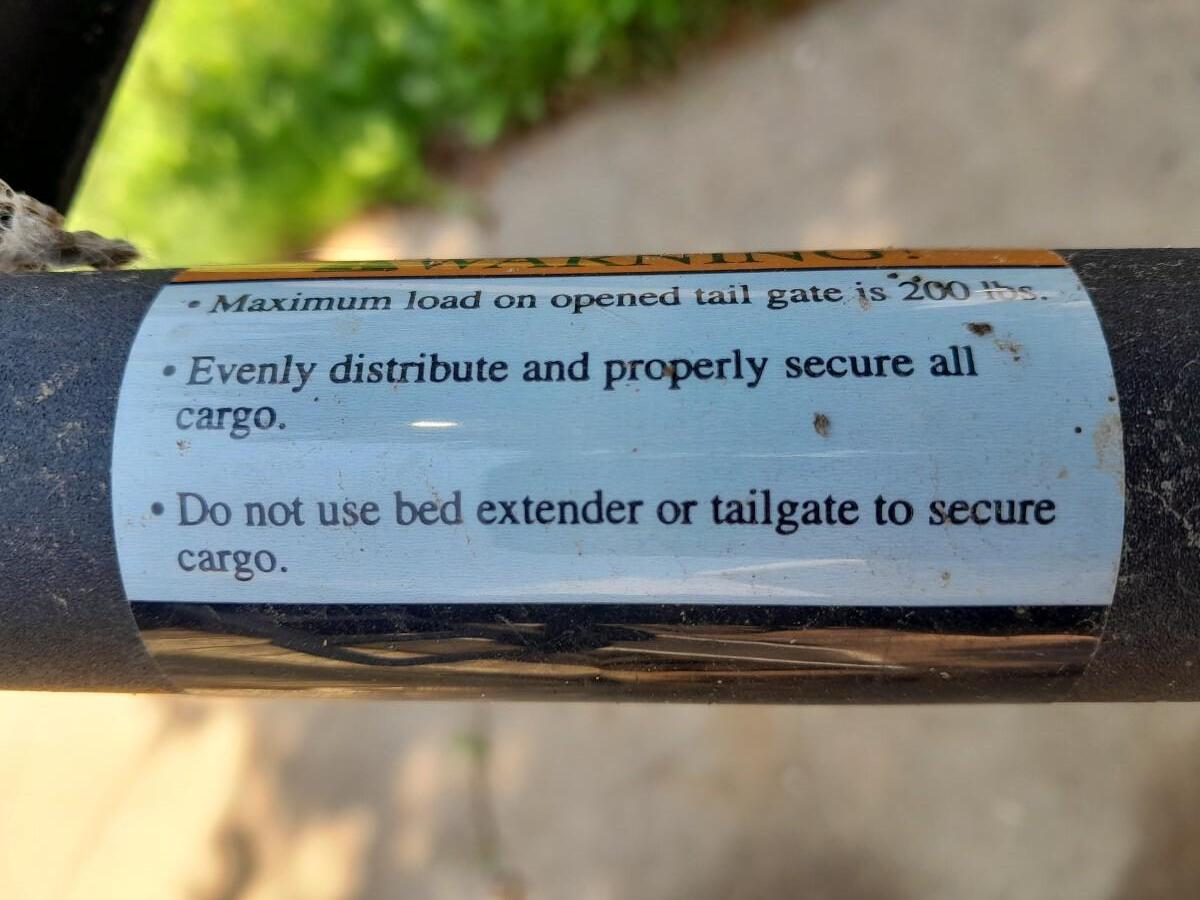 WARNING!
• Maximum load on opened tail gate is 200 lbs.
• Evenly distribute and properly secure all
cargo.
• Do not use bed extender or tailgate to secure
cargo.